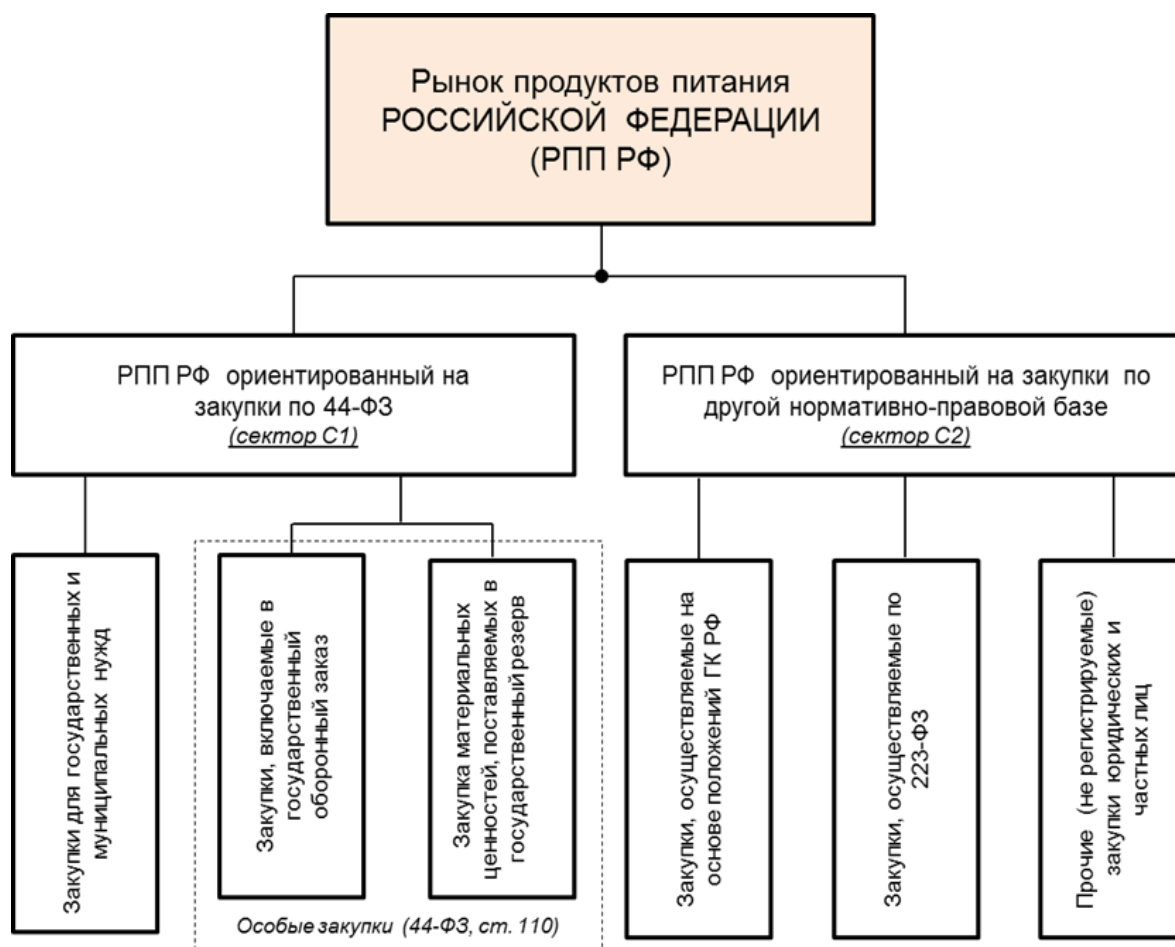 Рынок продуктов питания
РОССИЙСКОЙ ФЕДЕРАЦИИ
(РПП РФ)
РПП РФ ориентированный на
закупки по 44-ФЗ
(сектор С1)
РПП РФ ориентированный на закупки по
другой нормативно-правовой базе
(сектор С2)
Закупки для государственных и
муниципальных нужд
Закупки, включаемые в
государственный
оборонный заказ
Закупка материальных
ценностей, поставляемых в
государственный резерв
Закупки, осуществляемые на
основе положений ГК РФ
Закупки, осуществляемые по
223-ФЗ
Прочие (не регистрируемые)
закупки юридических и
частных лиц
Особые закупки (44-ФЗ, ст. 110)